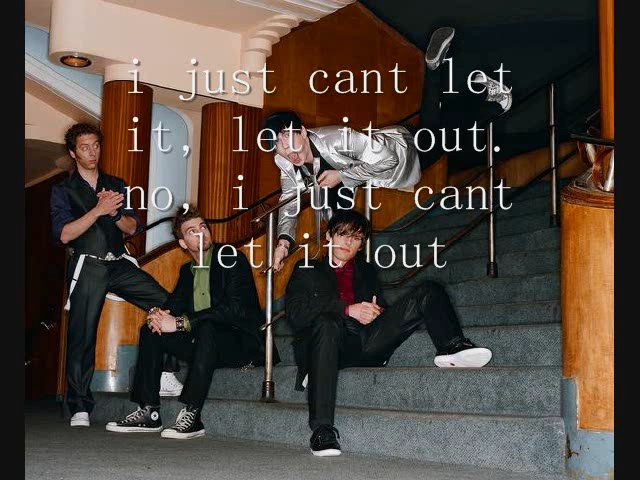 i just cant let
it, let it out.
no, i just cant
let it out